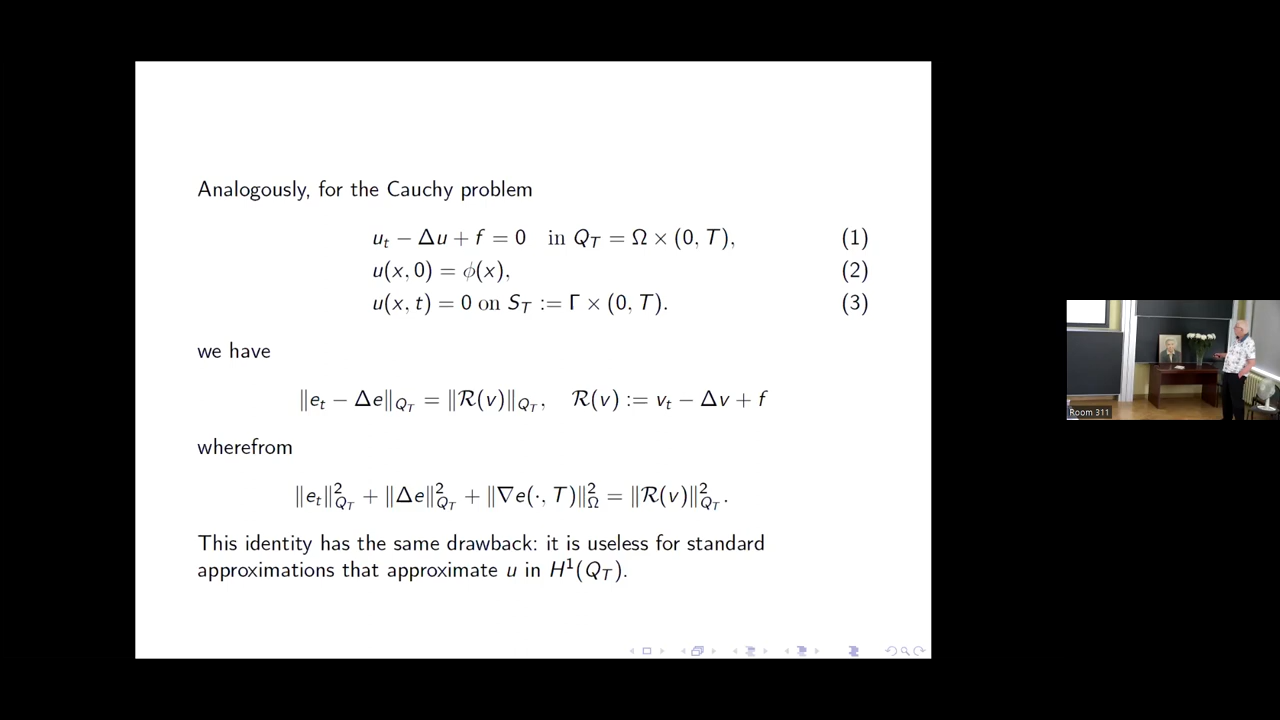 Analogously, for the Cauchy problem
u_t − Δu + f = 0 in Q_T = Ω × (0, T), (1)
u(x, 0) = ϕ(x), (2)
u(x, t) = 0 on S_T := Γ × (0, T). (3)
we have
‖e_t − Δe‖_{Q_T} = ‖R(v)‖_{Q_T}, R(v) := v_t − Δv + f
wherefrom
‖e_t‖²_{Q_T} + ‖Δe‖²_{Q_T} + ‖∇e(·, T)‖²_Ω = ‖R(v)‖²_{Q_T}.
This identity has the same drawback: it is useless for standard
approximations that approximate u in H¹(Q_T).
Room 311